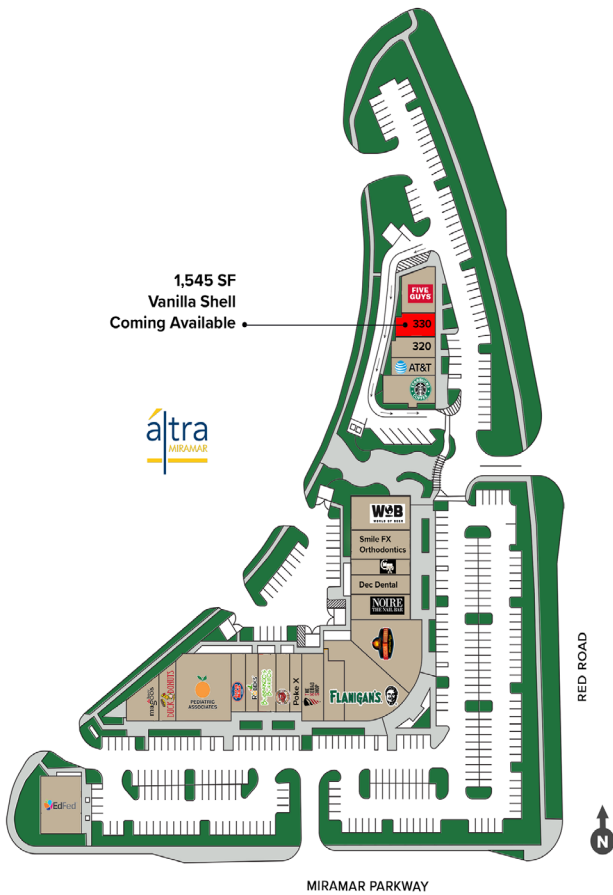 1,545 SF
Vanilla Shell
Coming Available
FIVE
GUYS
330
320
AT&T
áltra
MIRAMAR
WOB
WORLD OF BEER
Smile FX
Orthodontics
Dec Dental
NOIRE
THE NAIL BAR
FLANIGAN'S
Poke X
PEDIATRIC
ASSOCIATES
DUCK DONUTS
EdFed
RED ROAD
N
MIRAMAR PARKWAY